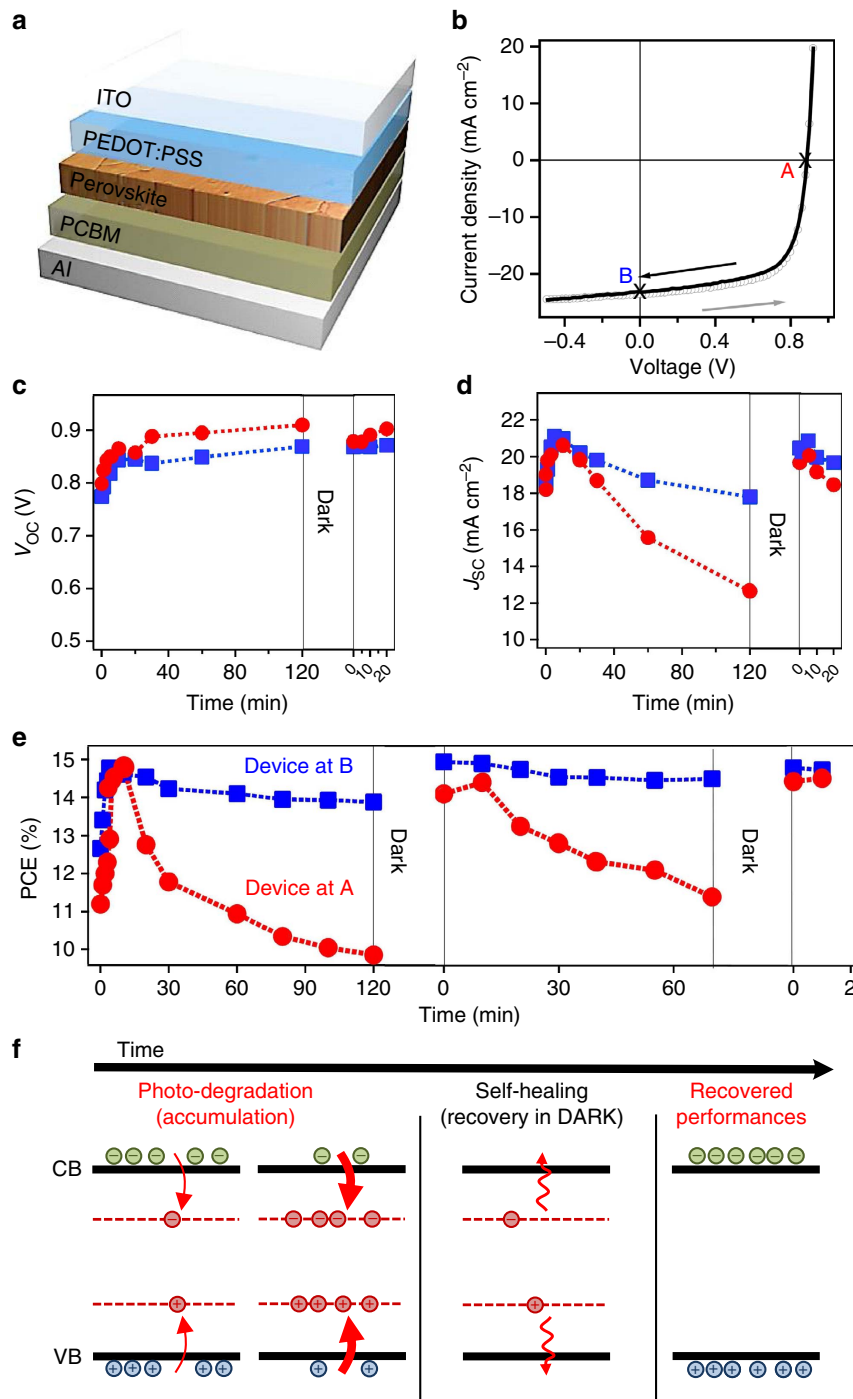 a
ITO
PEDOT:PSS
Perovskite
PCBM
Al
b
20
10
0
−10
−20
Current density (mA cm−2)
A
B
−0.4
0.0
0.4
0.8
Voltage (V)
c
0.9
0.8
0.7
0.6
0.5
VOC (V)
Dark
0
40
80
120
0
10
20
Time (min)
d
22
20
18
16
14
12
10
JSC (mA cm−2)
Dark
0
40
80
120
0
10
20
Time (min)
e
15
14
13
12
11
10
PCE (%)
Device at B
Device at A
Dark
Dark
0
30
60
90
120
0
30
60
0
2
Time (min)
f
Time
Photo-degradation
(accumulation)
Self-healing
(recovery in DARK)
Recovered
performances
CB
VB